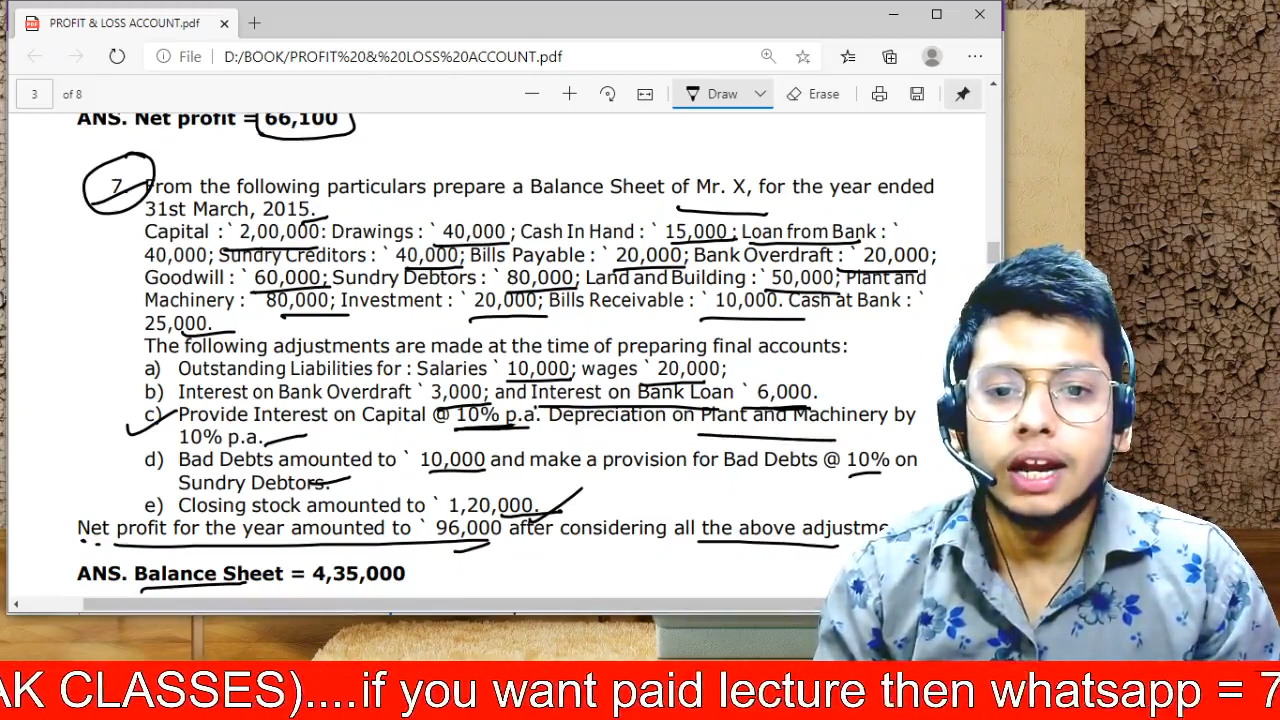 PROFIT & LOSS ACCOUNT.pdf
File D:/BOOK/PROFIT%20&%20LOSS%20ACCOUNT.pdf
3 of 8 Draw Erase
ANS. Net profit = 66,100
7. From the following particulars prepare a Balance Sheet of Mr. X, for the year ended
31st March, 2015.
Capital : ` 2,00,000: Drawings : ` 40,000 ; Cash In Hand : ` 15,000 ; Loan from Bank : `
40,000; Sundry Creditors : ` 40,000; Bills Payable : ` 20,000; Bank Overdraft : ` 20,000;
Goodwill : ` 60,000; Sundry Debtors : ` 80,000; Land and Building : ` 50,000; Plant and
Machinery : ` 80,000; Investment : ` 20,000; Bills Receivable : ` 10,000. Cash at Bank : `
25,000.
The following adjustments are made at the time of preparing final accounts:
a) Outstanding Liabilities for : Salaries ` 10,000; wages ` 20,000;
b) Interest on Bank Overdraft ` 3,000; and Interest on Bank Loan ` 6,000.
c) Provide Interest on Capital @ 10% p.a. Depreciation on Plant and Machinery by
10% p.a.
d) Bad Debts amounted to ` 10,000 and make a provision for Bad Debts @ 10% on
Sundry Debtors.
e) Closing stock amounted to ` 1,20,000.
Net profit for the year amounted to ` 96,000 after considering all the above adjustme
ANS. Balance Sheet = 4,35,000
AK CLASSES)....if you want paid lecture then whatsapp = 7